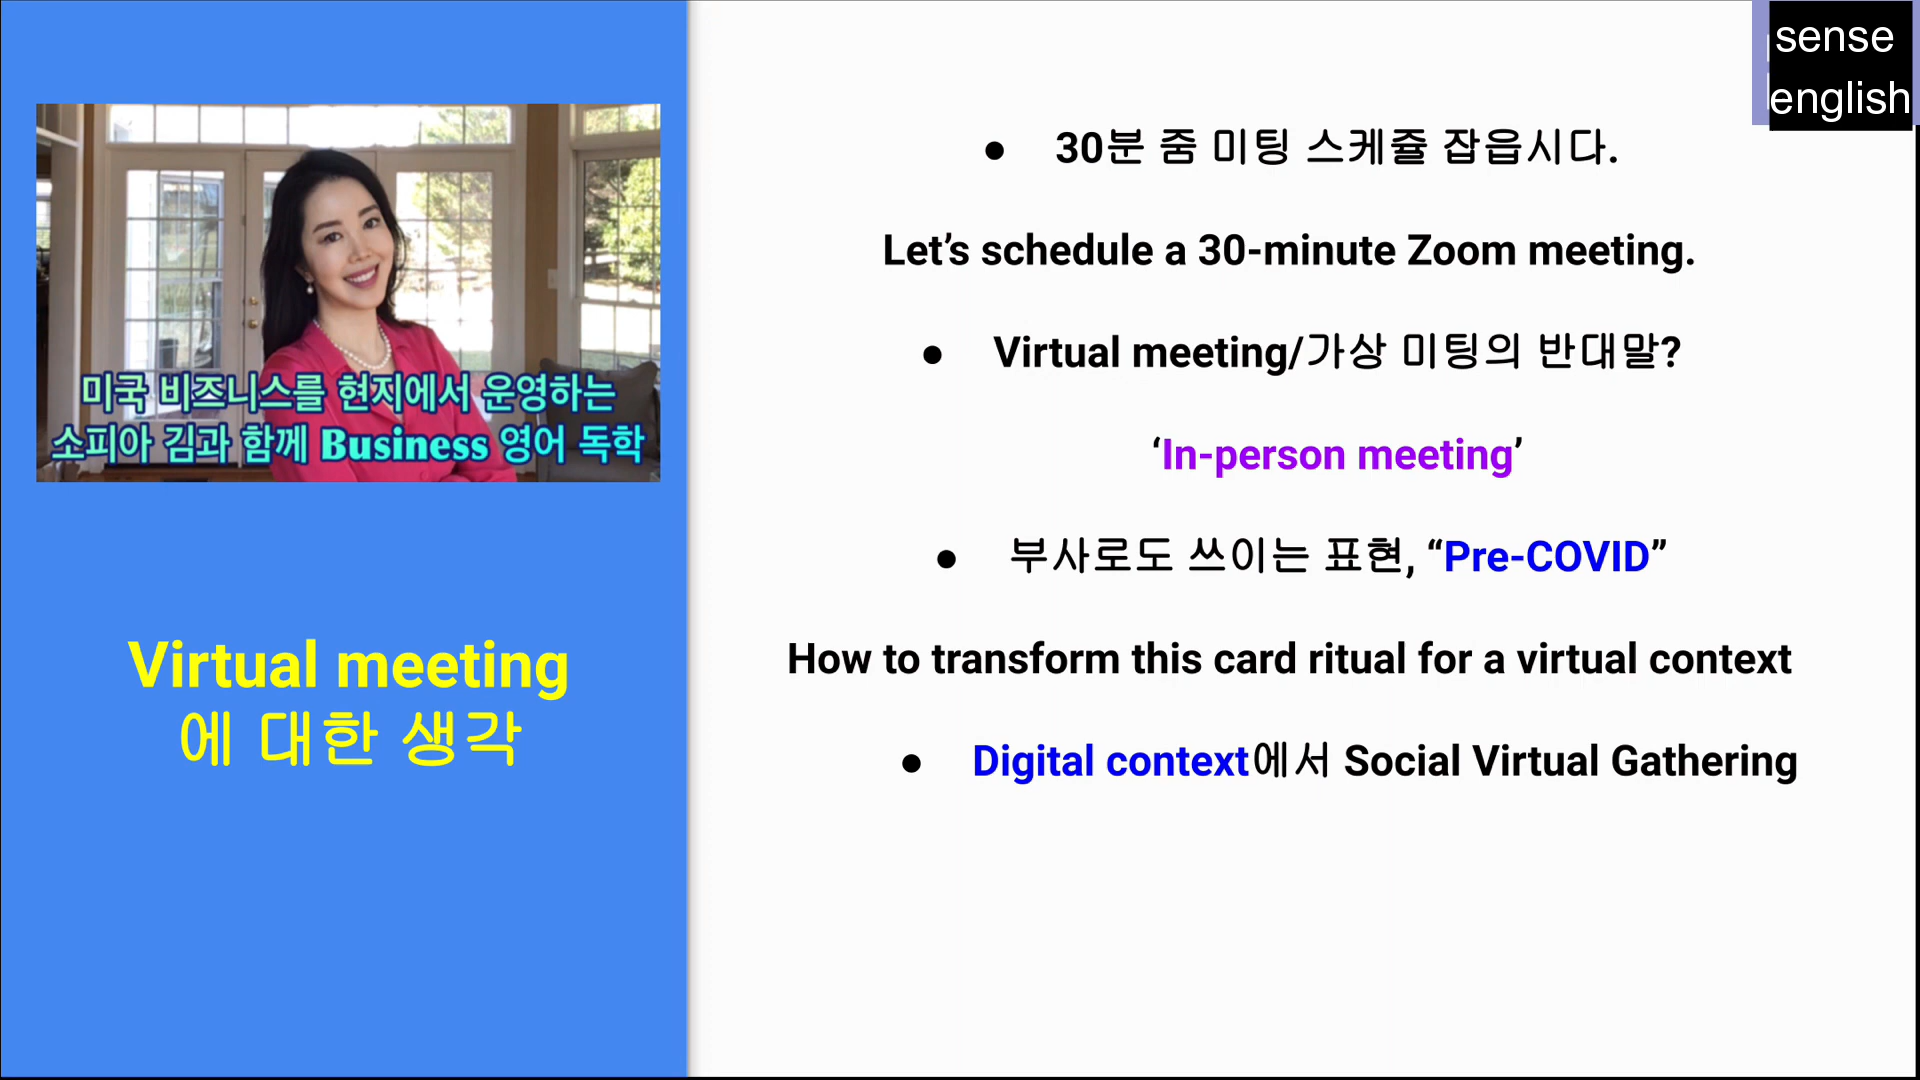 미국 비즈니스를 현지에서 운영하는
소피아 김과 함께 Business 영어 독학
Virtual meeting
에 대한 생각
sense
english
● 30분 줌 미팅 스케쥴 잡읍시다.
Let’s schedule a 30-minute Zoom meeting.
● Virtual meeting/가상 미팅의 반대말?
‘In-person meeting’
● 부사로도 쓰이는 표현, “Pre-COVID”
How to transform this card ritual for a virtual context
● Digital context에서 Social Virtual Gathering